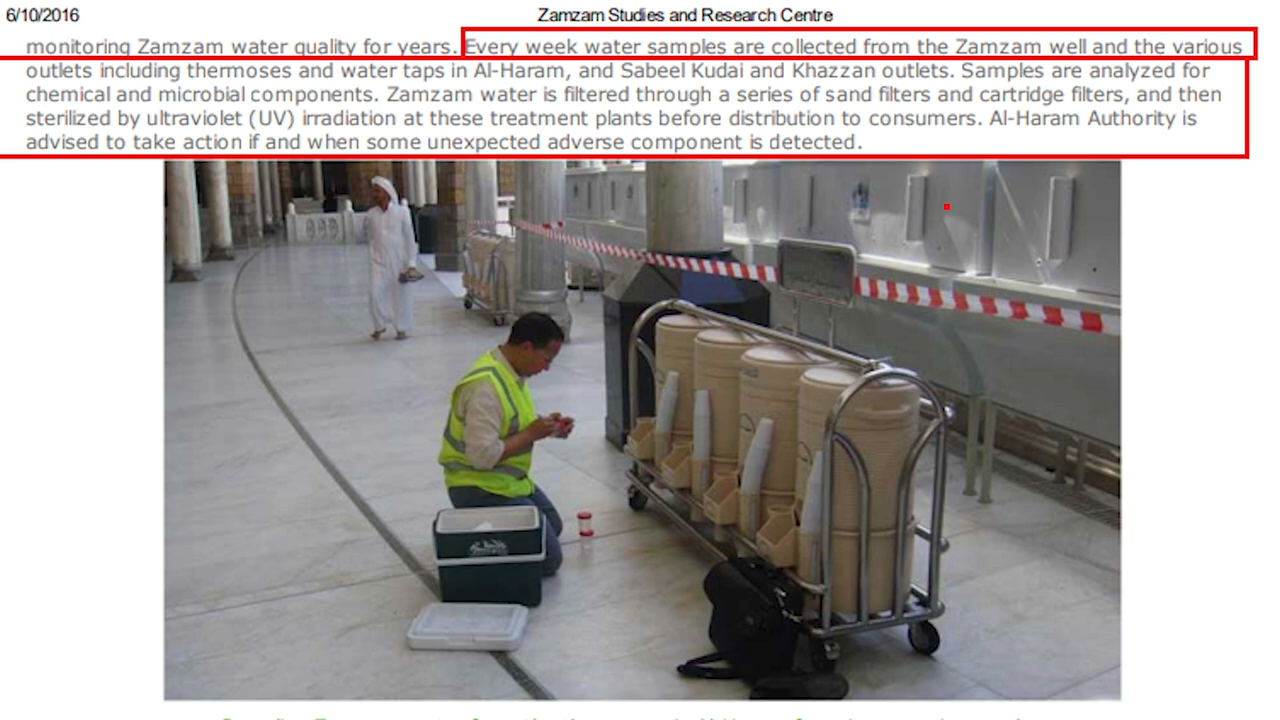 6/10/2016
Zamzam Studies and Research Centre
monitoring Zamzam water quality for years. Every week water samples are collected from the Zamzam well and the various
outlets including thermoses and water taps in Al-Haram, and Sabeel Kudai and Khazzan outlets. Samples are analyzed for
chemical and microbial components. Zamzam water is filtered through a series of sand filters and cartridge filters, and then
sterilized by ultraviolet (UV) irradiation at these treatment plants before distribution to consumers. Al-Haram Authority is
advised to take action if and when some unexpected adverse component is detected.